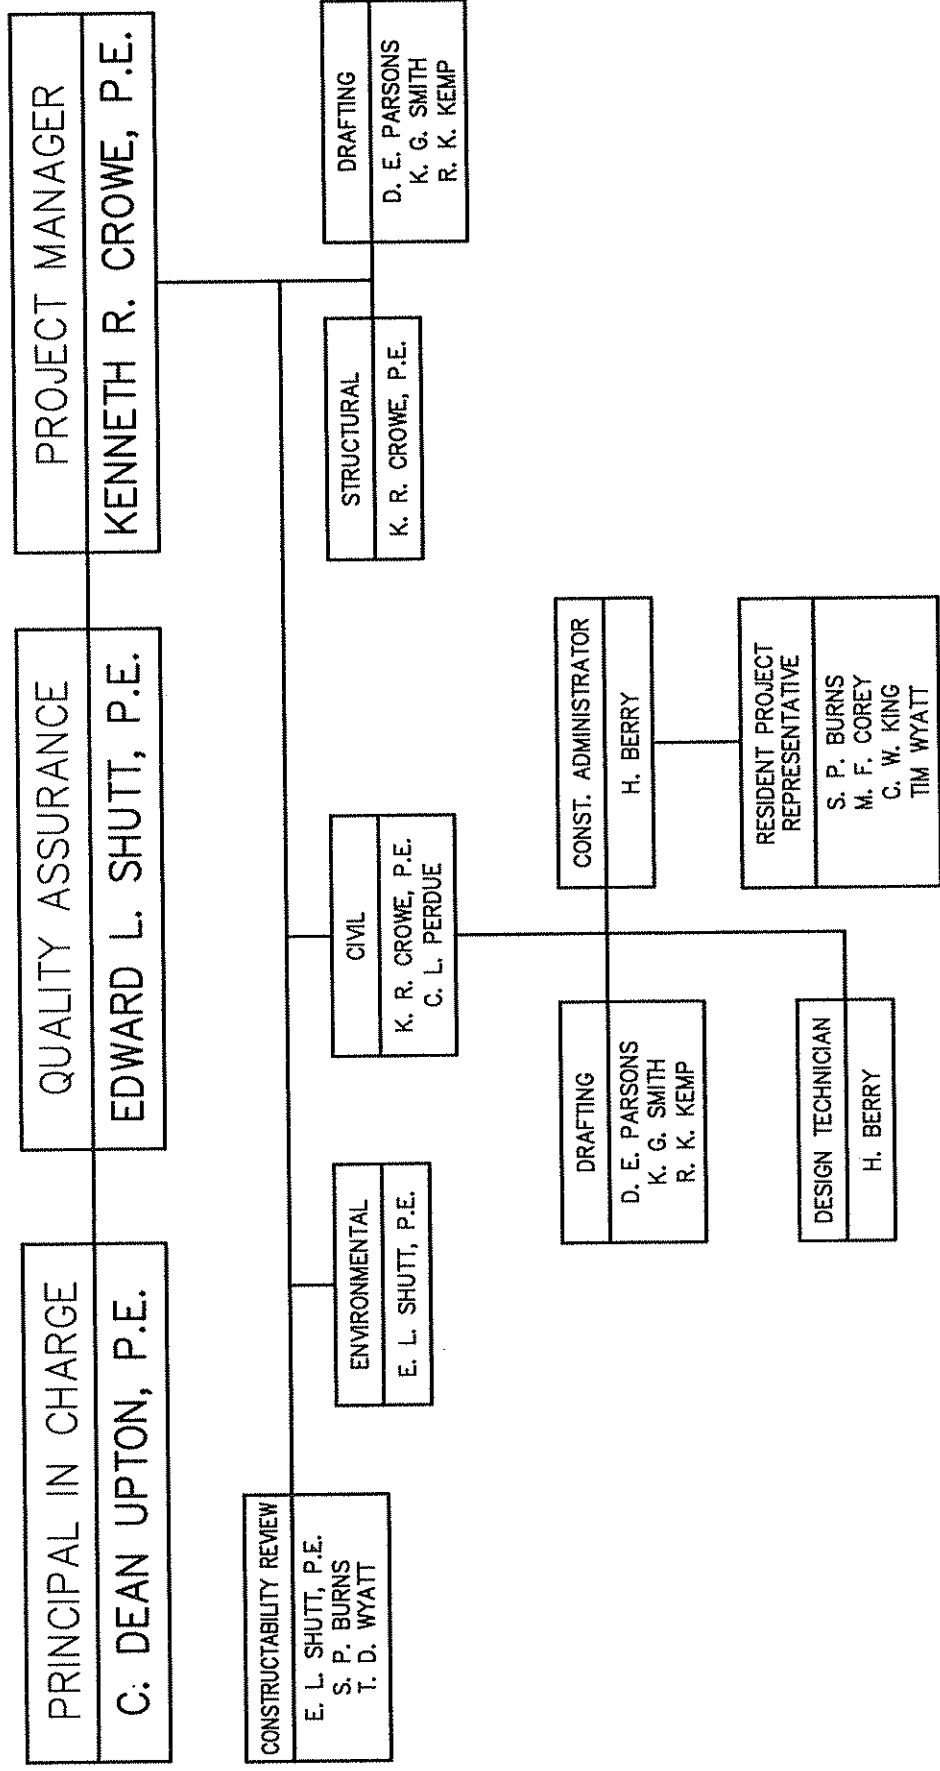 PRINCIPAL IN CHARGE
C. DEAN UPTON, P.E.
QUALITY ASSURANCE
EDWARD L. SHUTT, P.E.
PROJECT MANAGER
KENNETH R. CROWE, P.E.
CONSTRUCTABILITY REVIEW
E. L. SHUTT, P.E.
S. P. BURNS
T. D. WYATT
ENVIRONMENTAL
E. L. SHUTT, P.E.
CIVIL
K. R. CROWE, P.E.
C. L. PERDUE
STRUCTURAL
K. R. CROWE, P.E.
DRAFTING
D. E. PARSONS
K. G. SMITH
R. K. KEMP
DRAFTING
D. E. PARSONS
K. G. SMITH
R. K. KEMP
CONST. ADMINISTRATOR
H. BERRY
DESIGN TECHNICIAN
H. BERRY
RESIDENT PROJECT
REPRESENTATIVE
S. P. BURNS
M. F. COREY
C. W. KING
TIM WYATT